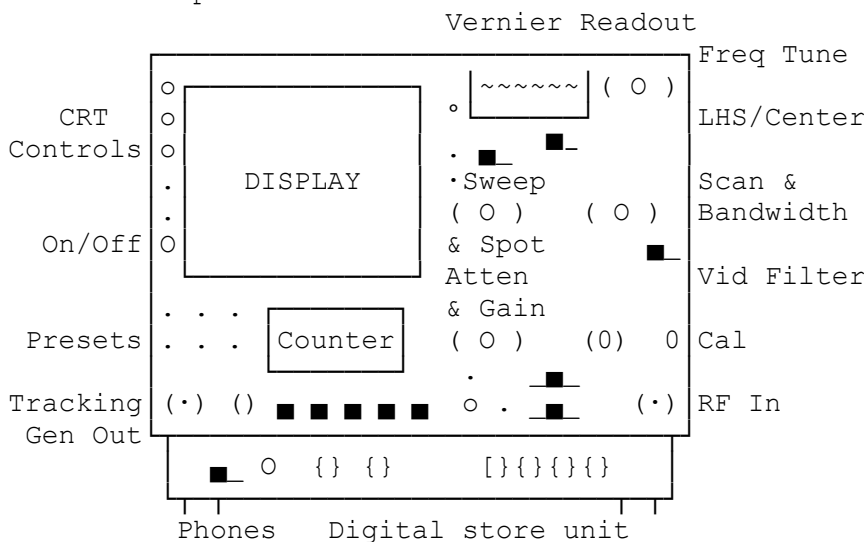 Vernier Readout
Freq Tune
CRT LHS/Center
Controls
DISPLAY Sweep Scan &
Bandwidth
On/Off & Spot
Atten Vid Filter
& Gain
Presets Counter Cal
Tracking RF In
Gen Out
Phones Digital store unit